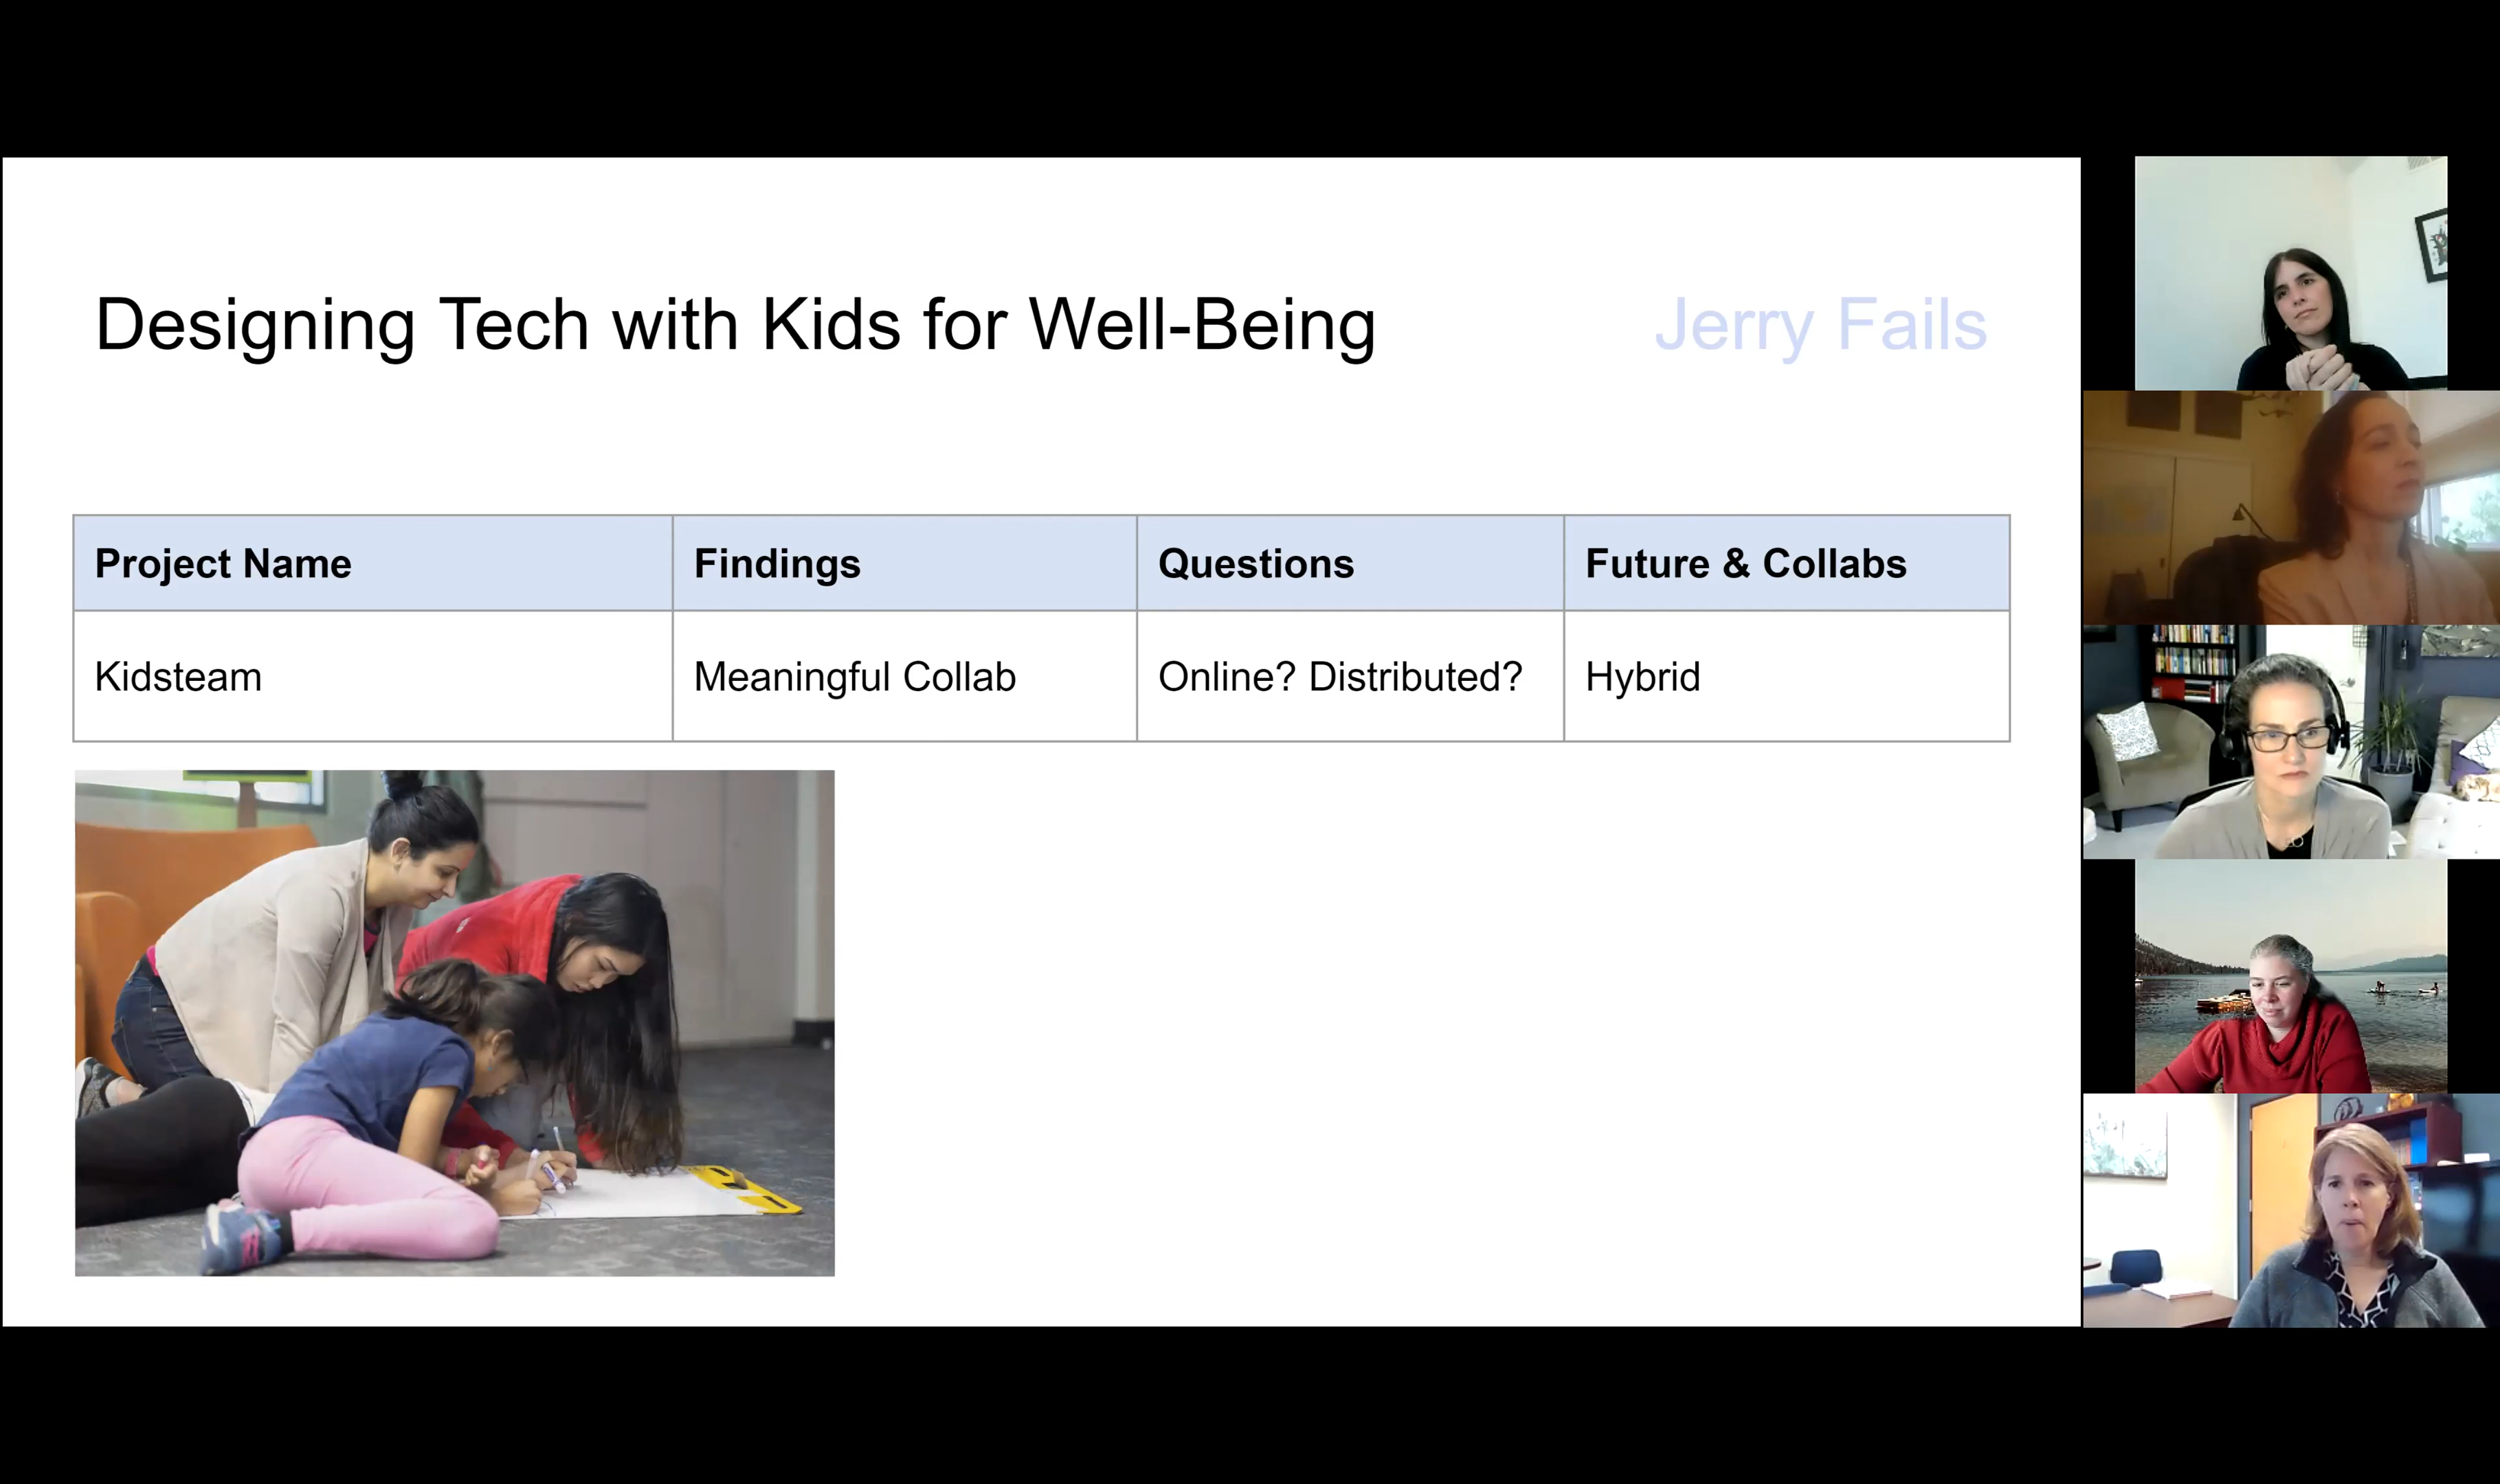 Designing Tech with Kids for Well-Being
Jerry Fails
Project Name
Findings
Questions
Future & Collabs
Kidsteam
Meaningful Collab
Online? Distributed?
Hybrid